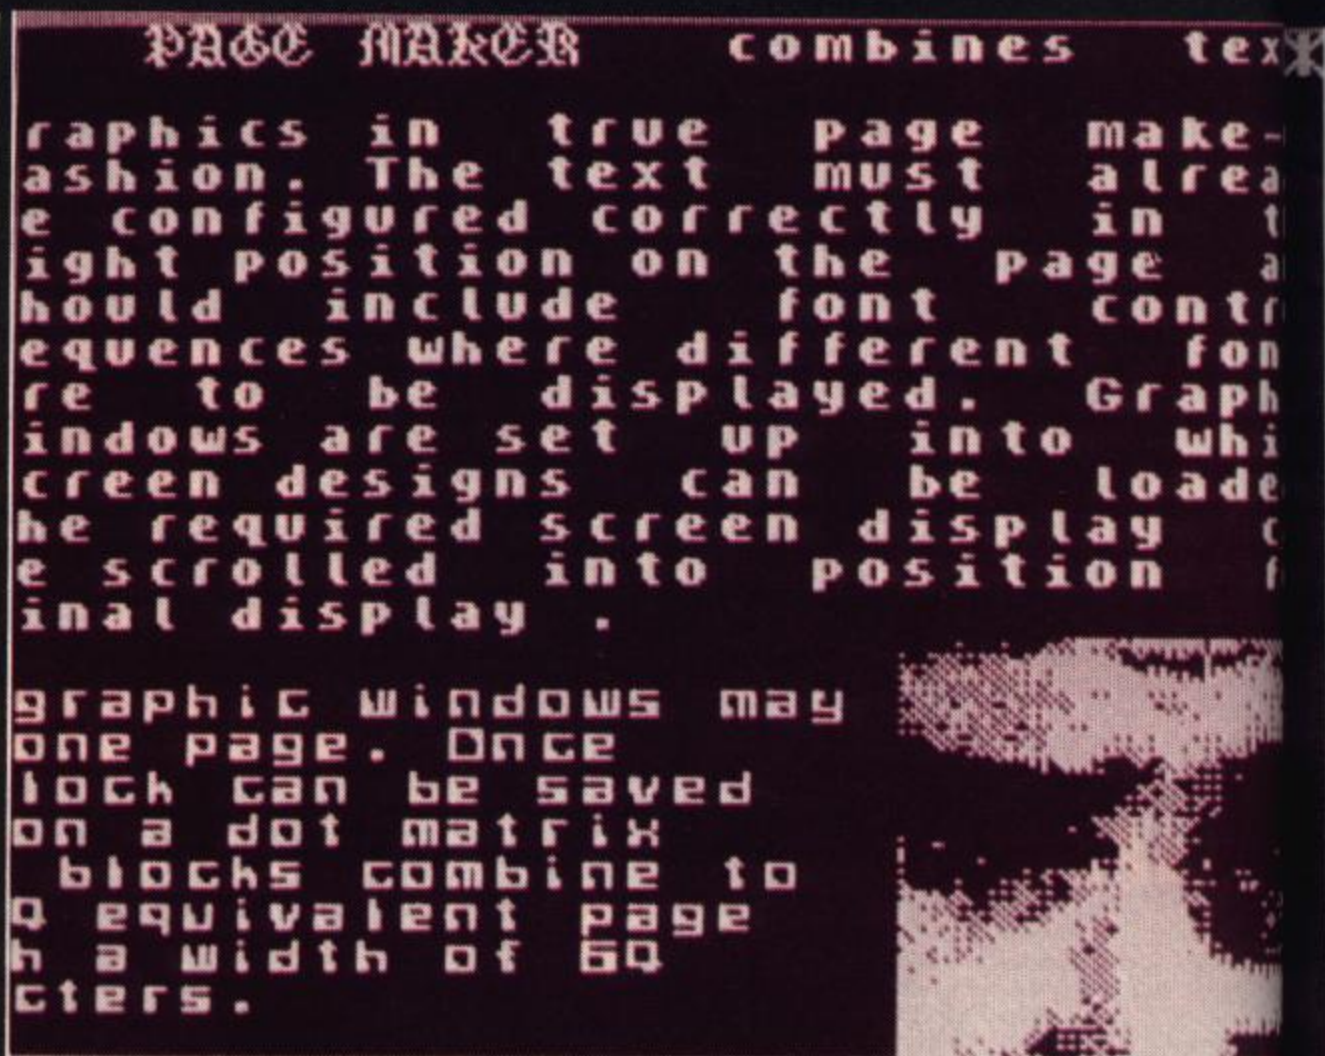 PAGE MAKER combines tex
raphics in true page make-
ashion. The text must alrea
e configured correctly in t
ight position on the page a
hould include font contr
equences where different fon
re to be displayed. Graph
indows are set up into whi
creen designs can be loade
he required screen display c
e scrolled into position f
inal display .
graphic windows may
one page. Once
lock can be saved
on a dot matrix
blocks combine to
4 equivalent page
h a width of 64
cters.